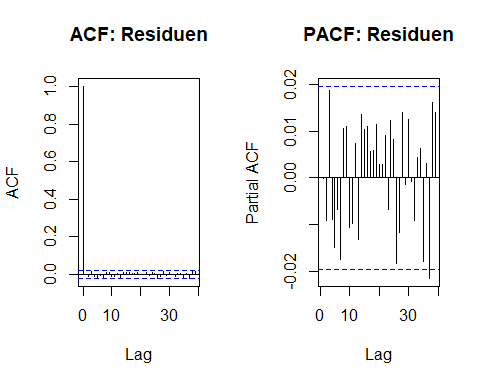 ACF: Residuen
ACF
0.0 0.2 0.4 0.6 0.8 1.0
0 10 30
Lag
PACF: Residuen
Partial ACF
-0.02 0.00 0.01 0.02
0 10 30
Lag